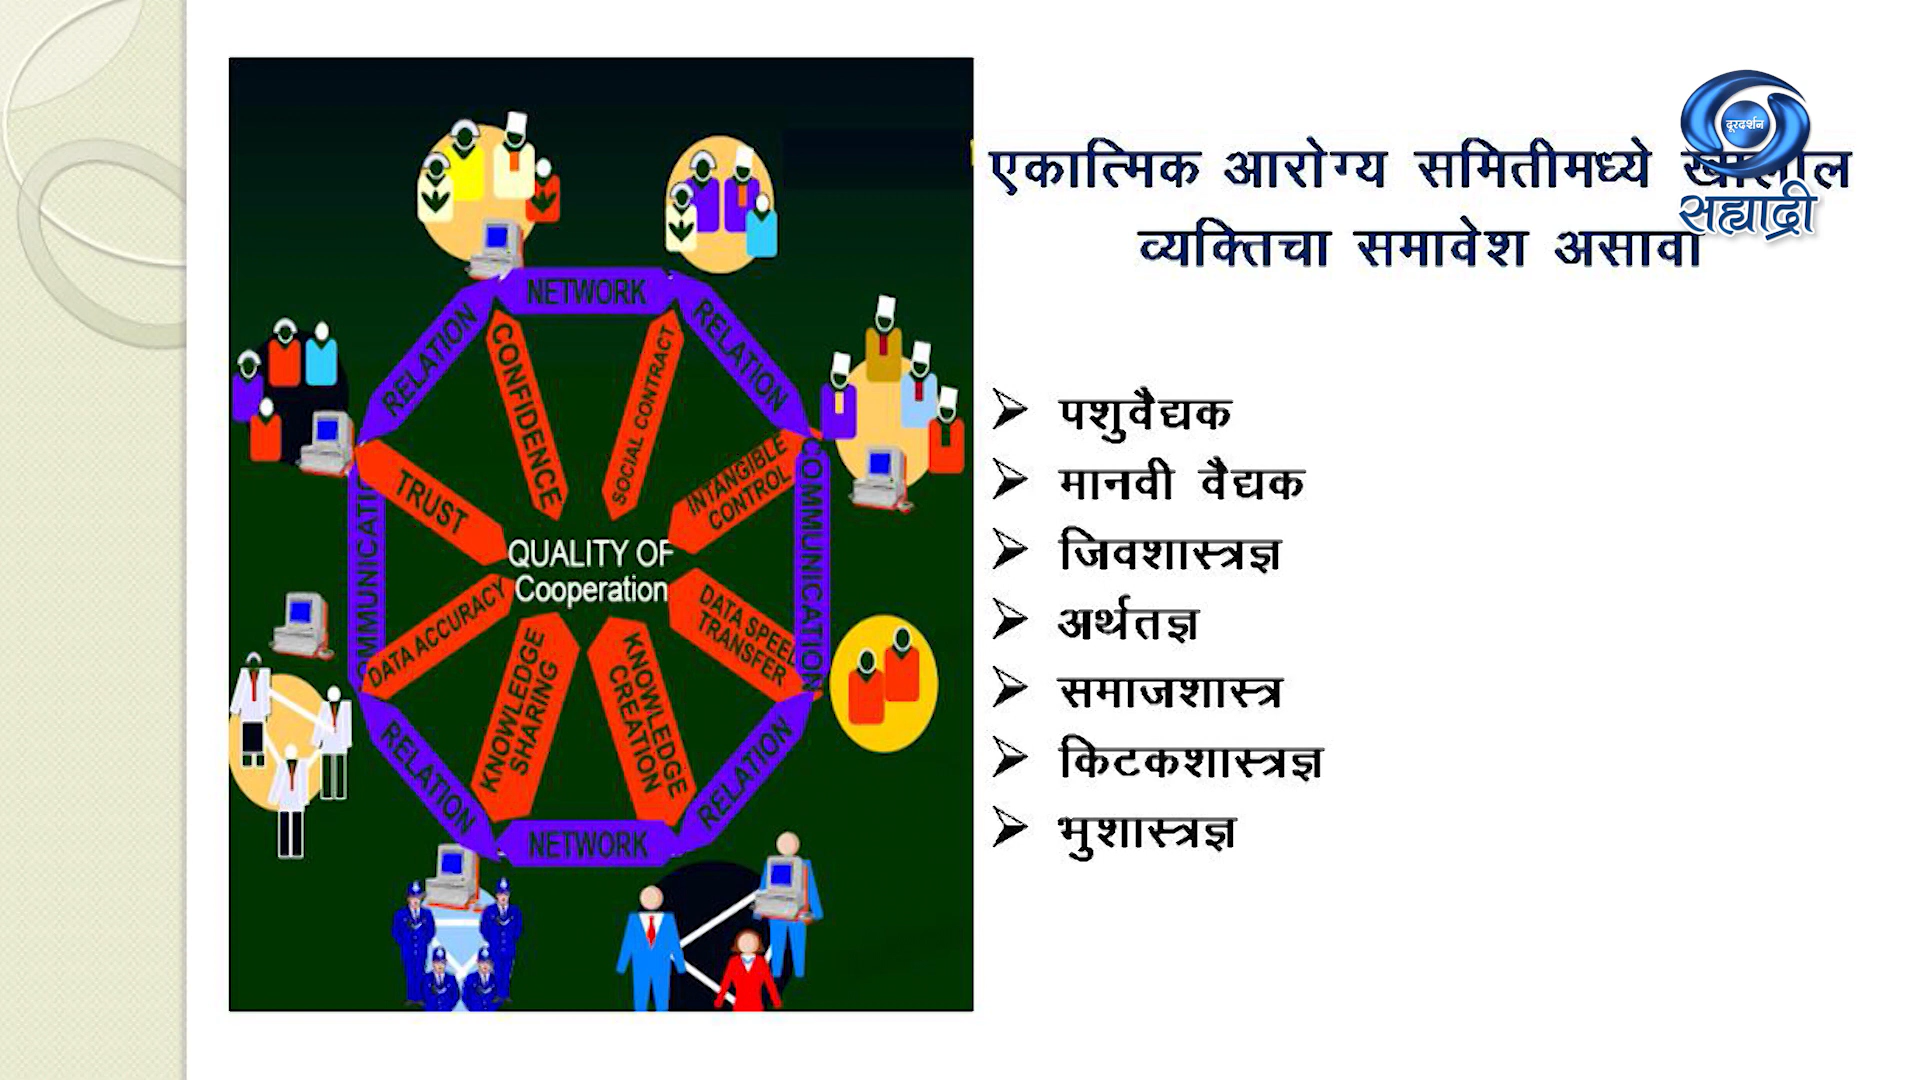 एकात्मिक आरोग्य समितीमध्ये
व्यक्तिचा समावेश असावा
दूरदर्शन
सह्याद्री
पशुवैद्यक
मानवी वैद्यक
जिवशास्त्रज्ञ
अर्थतज्ञ
समाजशास्त्र
किटकशास्त्रज्ञ
भुशास्त्रज्ञ
NETWORK
RELATION
RELATION
CONFIDENCE
SOCIAL CONTRACT
TRUST
INTANGIBLE
CONTROL
COMMUNICATION
QUALITY OF
Cooperation
DATA ACCURACY
DATA SPEED
TRANSFER
KNOWLEDGE
SHARING
KNOWLEDGE
CREATION
RELATION
RELATION
NETWORK